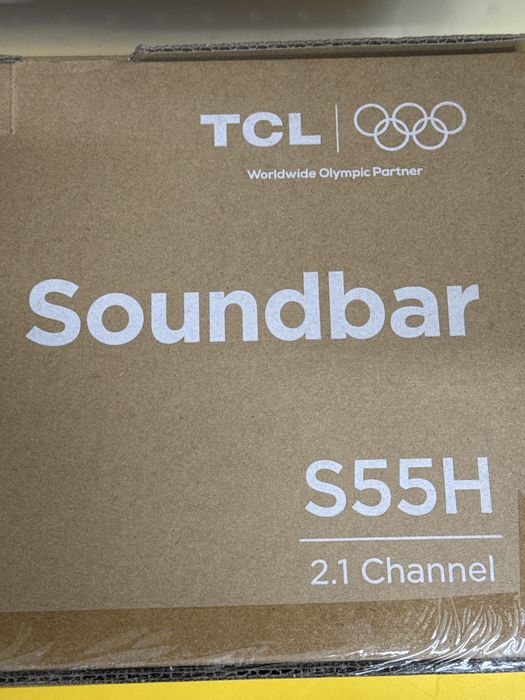 TCL
Worldwide Olympic Partner
Soundbar
S55H
2.1 Channel